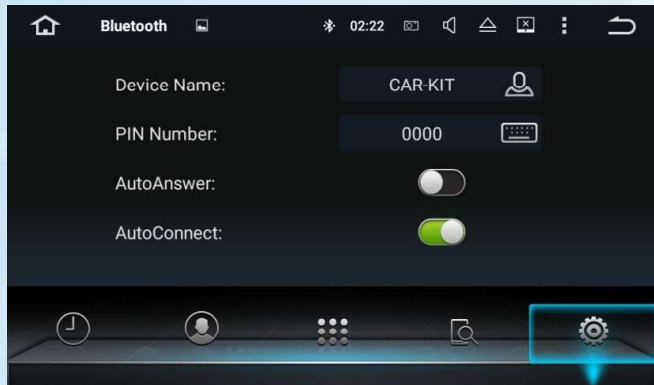 Bluetooth 02:22
Device Name: CAR-KIT
PIN Number: 0000
AutoAnswer:
AutoConnect: